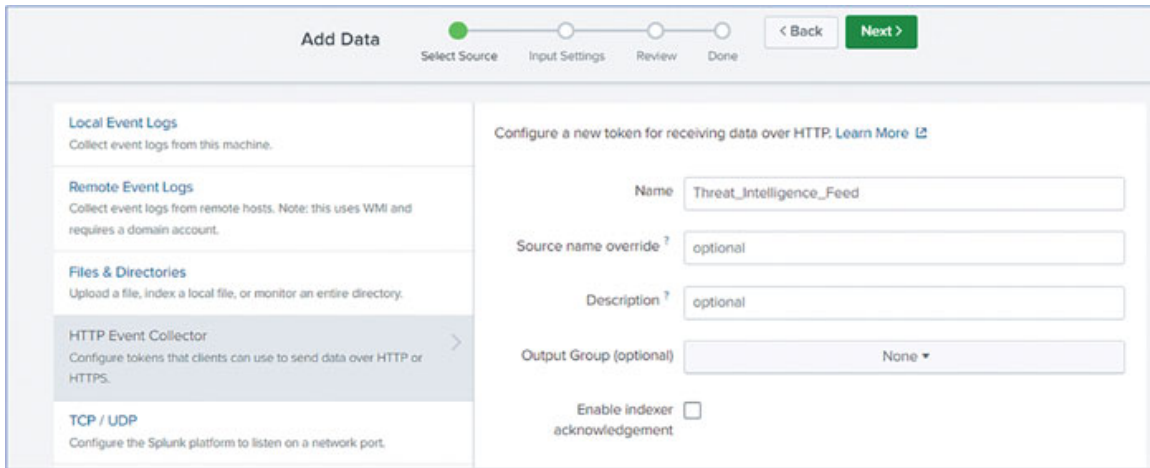 Add Data
Select Source
Input Settings
Review
Done
< Back
Next >
Local Event Logs
Collect event logs from this machine.
Remote Event Logs
Collect event logs from remote hosts. Note: this uses WMI and
requires a domain account.
Files & Directories
Upload a file, index a local file, or monitor an entire directory.
HTTP Event Collector
Configure tokens that clients can use to send data over HTTP or
HTTPS.
TCP / UDP
Configure the Splunk platform to listen on a network port.
Configure a new token for receiving data over HTTP. Learn More
Name
Threat_Intelligence_Feed
Source name override ?
optional
Description ?
optional
Output Group (optional)
None
Enable indexer
acknowledgement